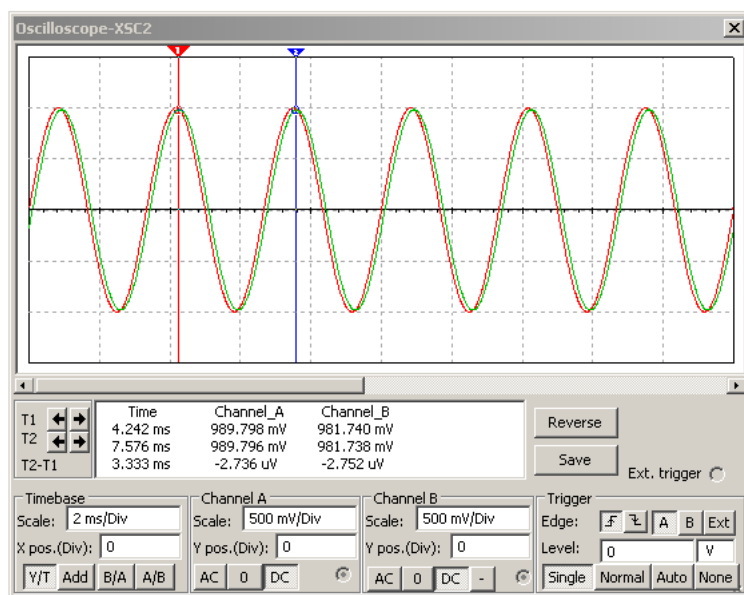 Oscilloscope-XSC2
1 2
Time Channel_A Channel_B
T1 4.242 ms 989.798 mV 981.740 mV
T2 7.576 ms 989.796 mV 981.738 mV
T2-T1 3.333 ms -2.736 uV -2.752 uV
Reverse
Save
Ext. trigger
Timebase
Scale: 2 ms/Div
X pos.(Div): 0
Y/T Add B/A A/B
Channel A
Scale: 500 mV/Div
Y pos.(Div): 0
AC 0 DC
Channel B
Scale: 500 mV/Div
Y pos.(Div): 0
AC 0 DC -
Trigger
Edge: A B Ext
Level: 0 V
Single Normal Auto None